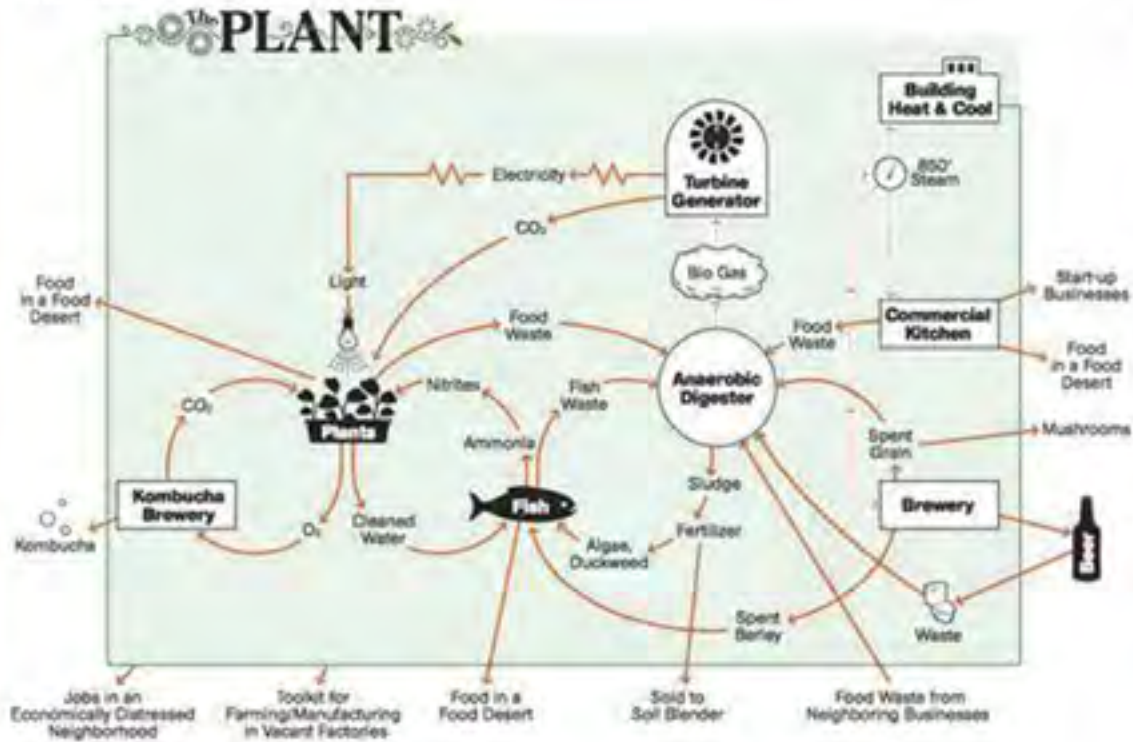 The PLANT
Building
Heat & Cool
850°
Steam
Turbine
Generator
Electricity
CO₂
Light
Bio Gas
Food
in a Food
Desert
Start-up
Businesses
Commercial
Kitchen
Food
Waste
Food
Waste
Food
in a Food
Desert
Anaerobic
Digester
Nitrites
Fish
Waste
CO₂
Plants
Ammonia
Spent
Grain
Mushrooms
Kombucha
Brewery
Sludge
Fish
Brewery
Kombucha
O₂
Cleaned
Water
Fertilizer
Algae,
Duckweed
Beer
Spent
Barley
Waste
Jobs in an
Economically Distressed
Neighborhood
Toolkit for
Farming/Manufacturing
in Vacant Factories
Food in a
Food Desert
Sold to
Soil Blender
Food Waste from
Neighboring Businesses